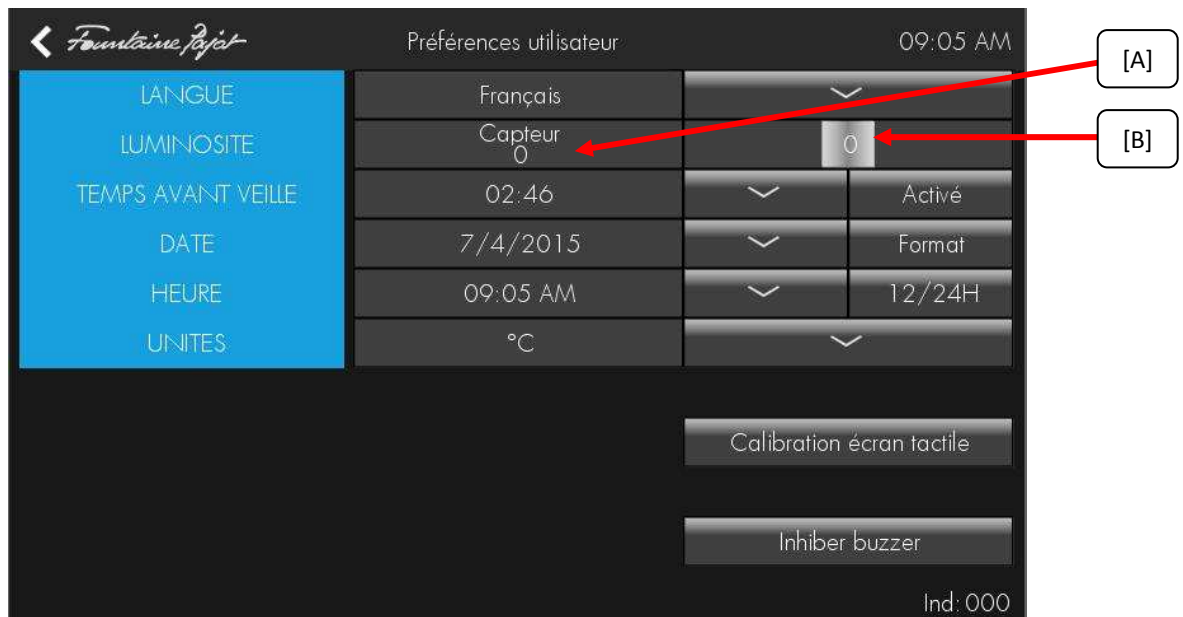 Fountaine Pajot Préférences utilisateur 09:05 AM
[A]
LANGUE Français
LUMINOSITE Capteur 0 0
[B]
TEMPS AVANT VEILLE 02:46 Activé
DATE 7/4/2015 Format
HEURE 09:05 AM 12/24H
UNITES °C
Calibration écran tactile
Inhiber buzzer
Ind: 000